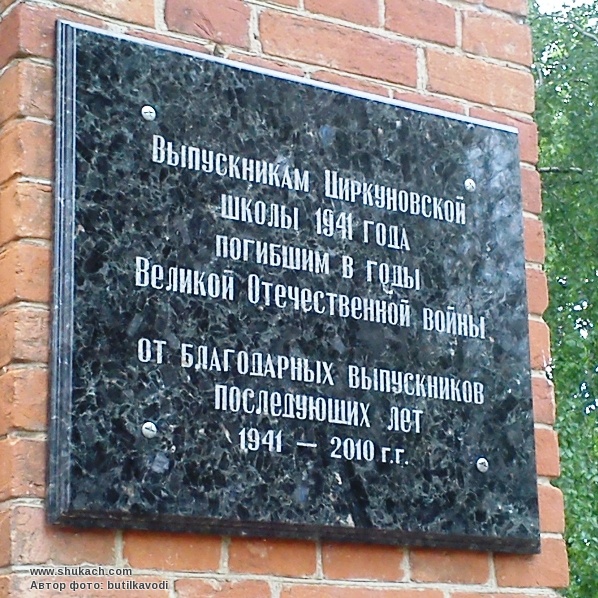 Выпускникам Циркуновской
школы 1941 года
погибшим в годы
Великой Отечественной войны
от благодарных выпускников
последующих лет
1941 — 2010 г.г.
www.shukach.com
Автор фото: butilkavodi